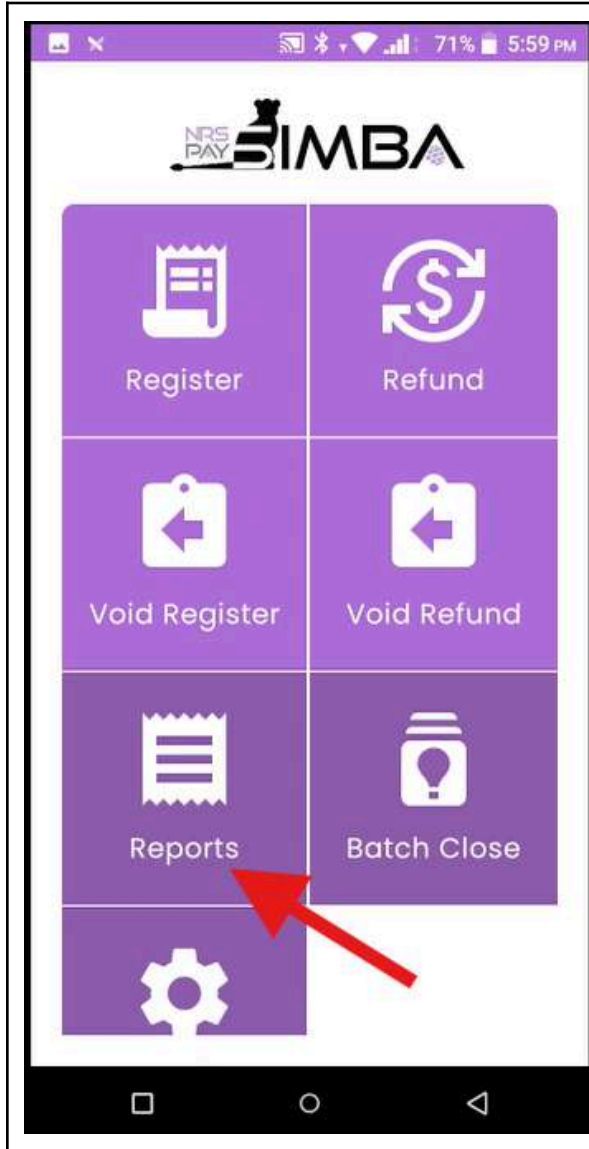 71% 5:59 PM
NRS
PAY SIMBA
Register Refund
Void Register Void Refund
Reports Batch Close